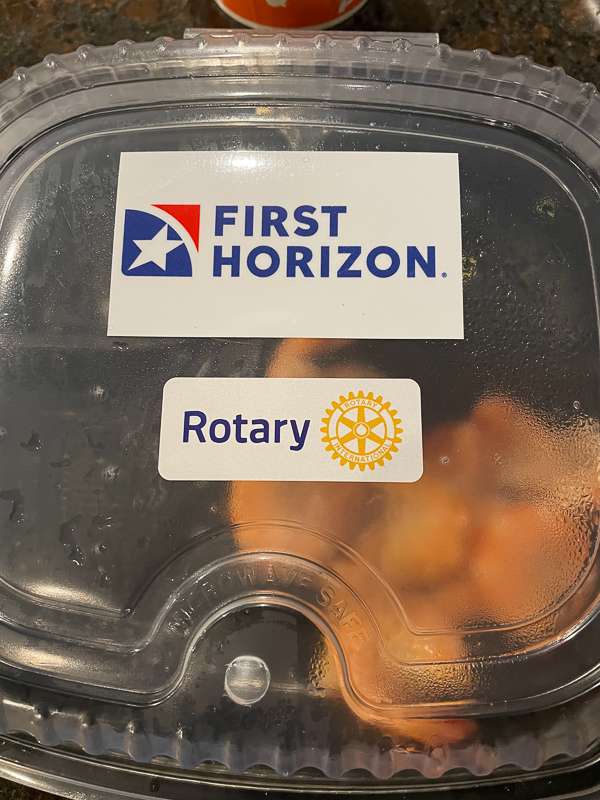 FIRST
HORIZON.
Rotary
ROTARY
INTERNATIONAL
MICROWAVE SAFE